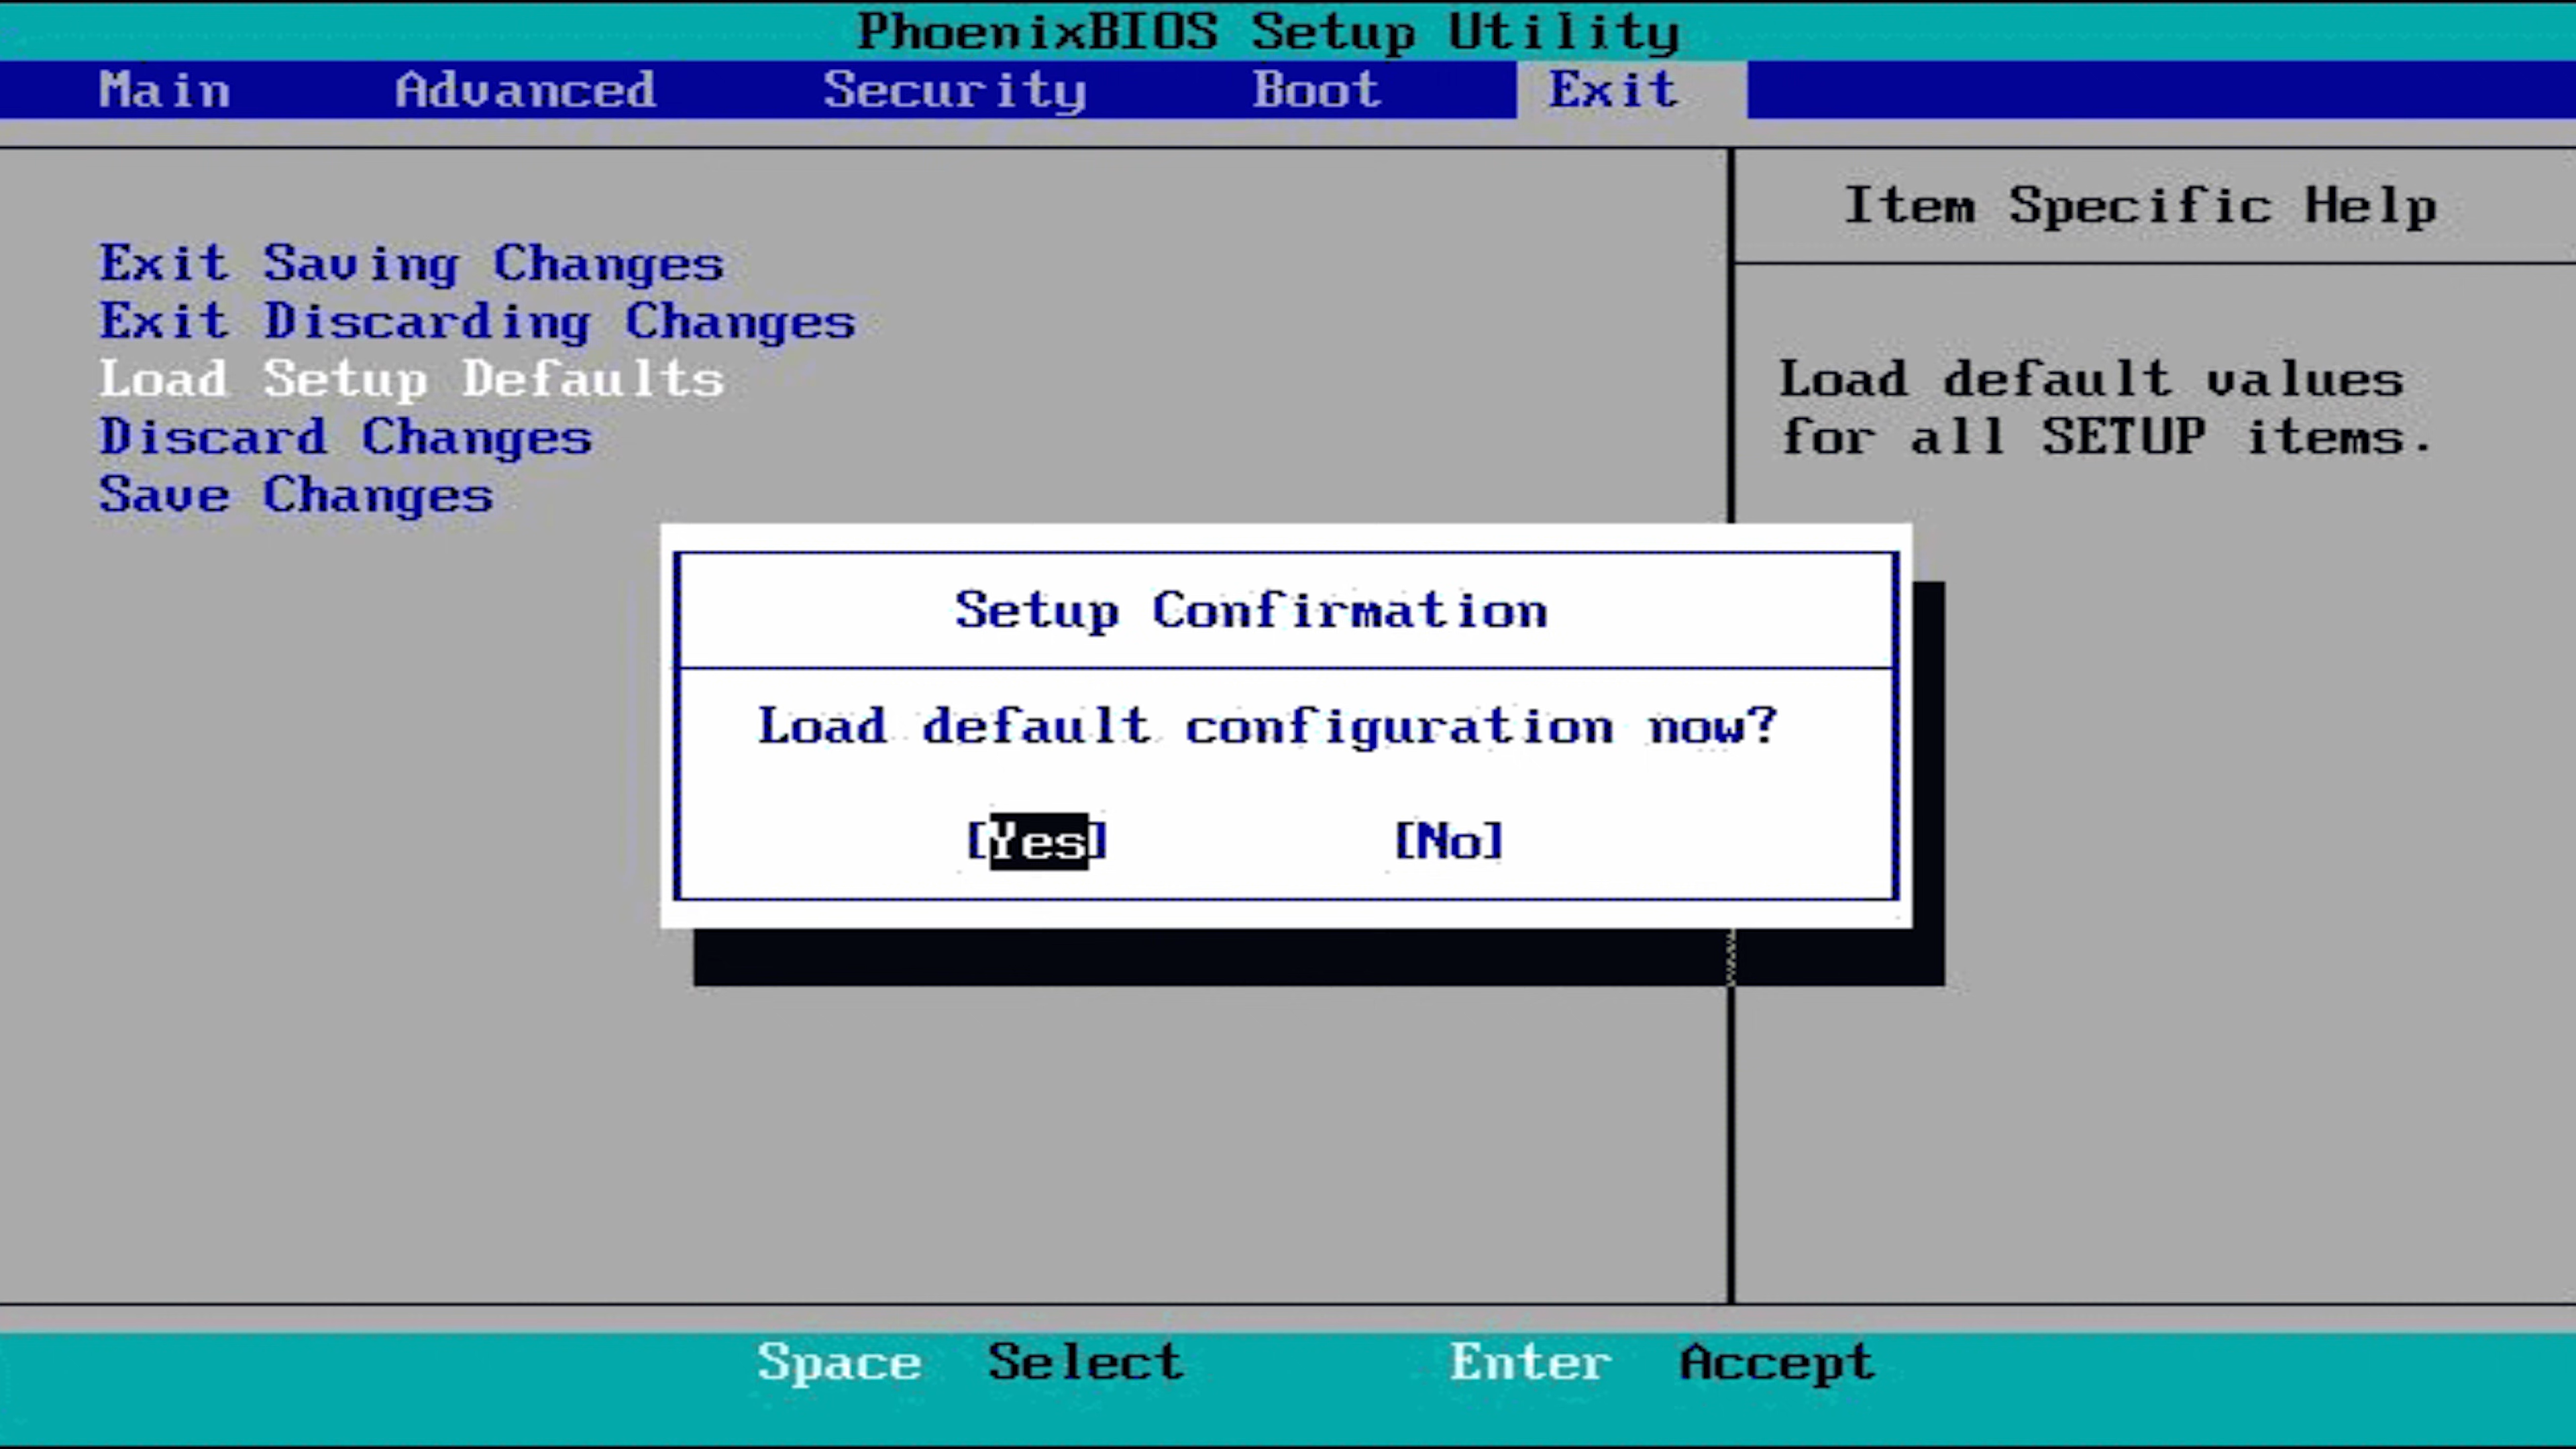 PhoenixBIOS Setup Utility
Main Advanced Security Boot Exit
Item Specific Help
Exit Saving Changes
Exit Discarding Changes
Load Setup Defaults
Discard Changes
Save Changes
Load default values
for all SETUP items.
Setup Confirmation
Load default configuration now?
[Yes] [No]
Space Select Enter Accept